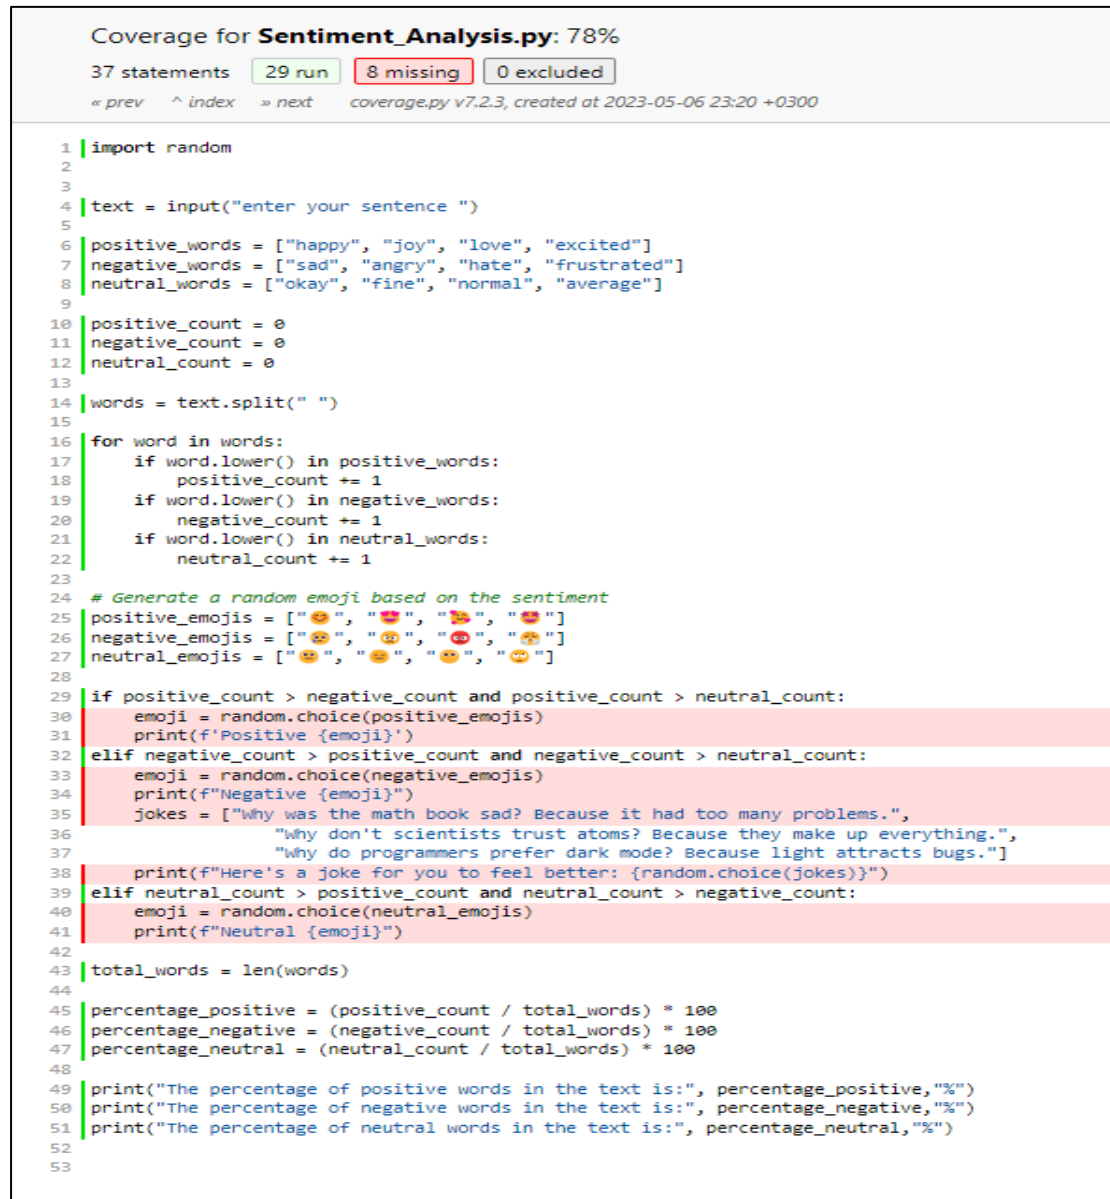 Coverage for Sentiment_Analysis.py: 78%
37 statements 29 run 8 missing 0 excluded
« prev ^ index » next coverage.py v7.2.3, created at 2023-05-06 23:20 +0300
1 import random
2
3
4 text = input("enter your sentence ")
5
6 positive_words = ["happy", "joy", "love", "excited"]
7 negative_words = ["sad", "angry", "hate", "frustrated"]
8 neutral_words = ["okay", "fine", "normal", "average"]
9
10 positive_count = 0
11 negative_count = 0
12 neutral_count = 0
13
14 words = text.split(" ")
15
16 for word in words:
17     if word.lower() in positive_words:
18         positive_count += 1
19     if word.lower() in negative_words:
20         negative_count += 1
21     if word.lower() in neutral_words:
22         neutral_count += 1
23
24 # Generate a random emoji based on the sentiment
25 positive_emojis = ["😊", "😍", "🥰", "🤩"]
26 negative_emojis = ["", "", "", ""]
27 neutral_emojis = ["", "", "", "🙄"]
28
29 if positive_count > negative_count and positive_count > neutral_count:
30     emoji = random.choice(positive_emojis)
31     print(f'Positive {emoji}')
32 elif negative_count > positive_count and negative_count > neutral_count:
33     emoji = random.choice(negative_emojis)
34     print(f"Negative {emoji}")
35     jokes = ["Why was the math book sad? Because it had too many problems.",
36              "Why don't scientists trust atoms? Because they make up everything.",
37              "Why do programmers prefer dark mode? Because light attracts bugs."]
38     print(f"Here's a joke for you to feel better: {random.choice(jokes)}")
39 elif neutral_count > positive_count and neutral_count > negative_count:
40     emoji = random.choice(neutral_emojis)
41     print(f"Neutral {emoji}")
42
43 total_words = len(words)
44
45 percentage_positive = (positive_count / total_words) * 100
46 percentage_negative = (negative_count / total_words) * 100
47 percentage_neutral = (neutral_count / total_words) * 100
48
49 print("The percentage of positive words in the text is:", percentage_positive,"%")
50 print("The percentage of negative words in the text is:", percentage_negative,"%")
51 print("The percentage of neutral words in the text is:", percentage_neutral,"%")
52
53